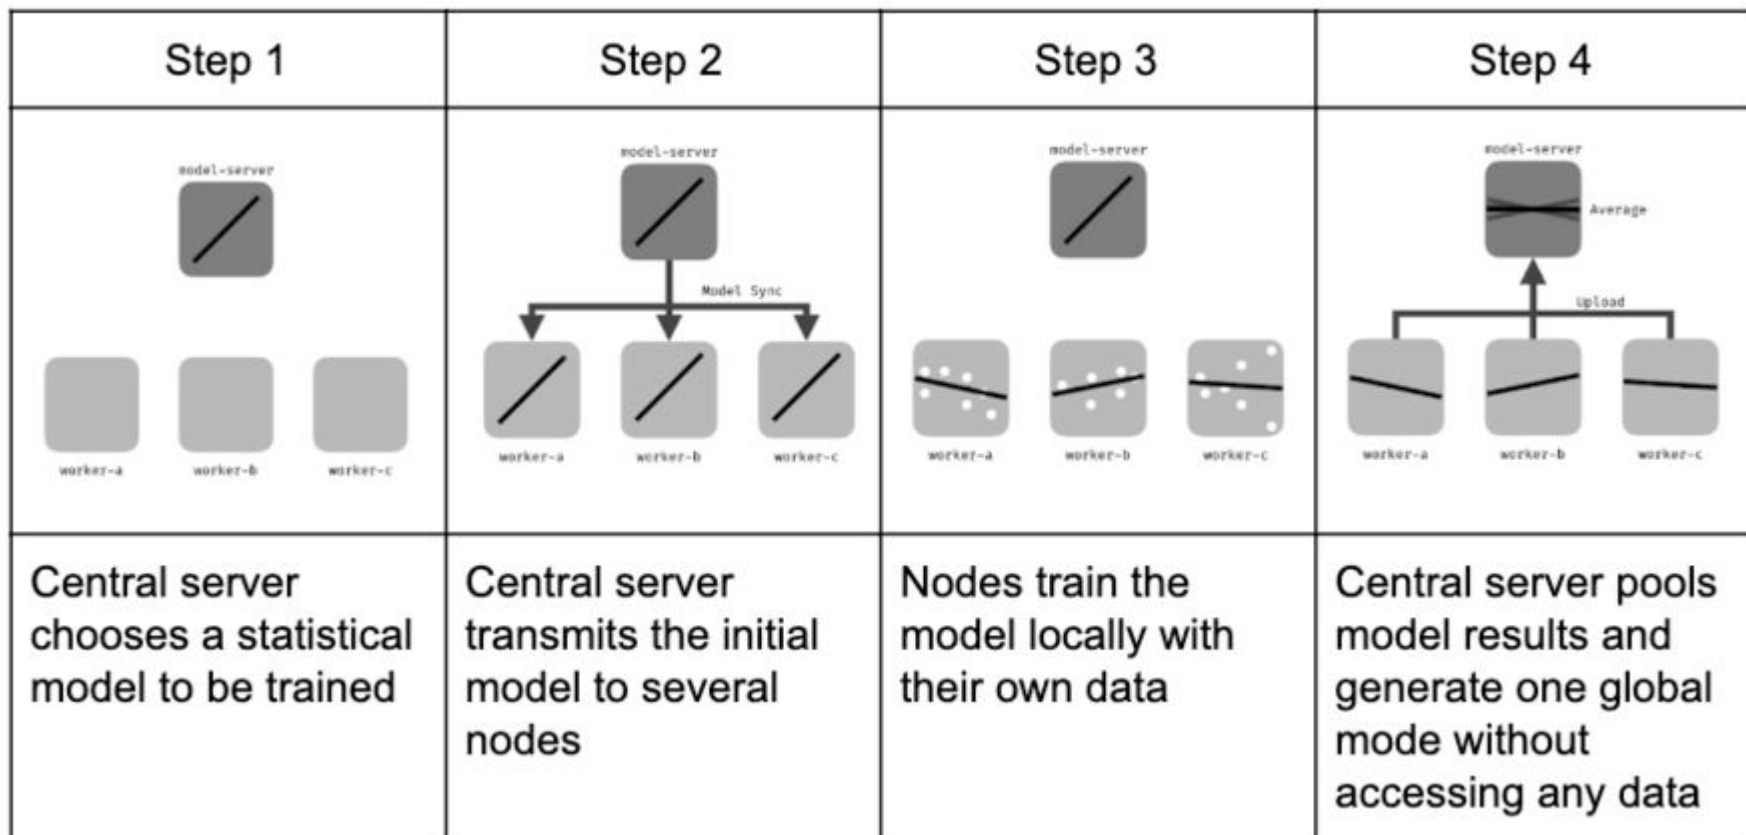 Step 1
Step 2
Step 3
Step 4
model-server
worker-a
worker-b
worker-c
model-server
Model Sync
worker-a
worker-b
worker-c
model-server
worker-a
worker-b
worker-c
model-server
Average
Upload
worker-a
worker-b
worker-c
Central server
chooses a statistical
model to be trained
Central server
transmits the initial
model to several
nodes
Nodes train the
model locally with
their own data
Central server pools
model results and
generate one global
mode without
accessing any data